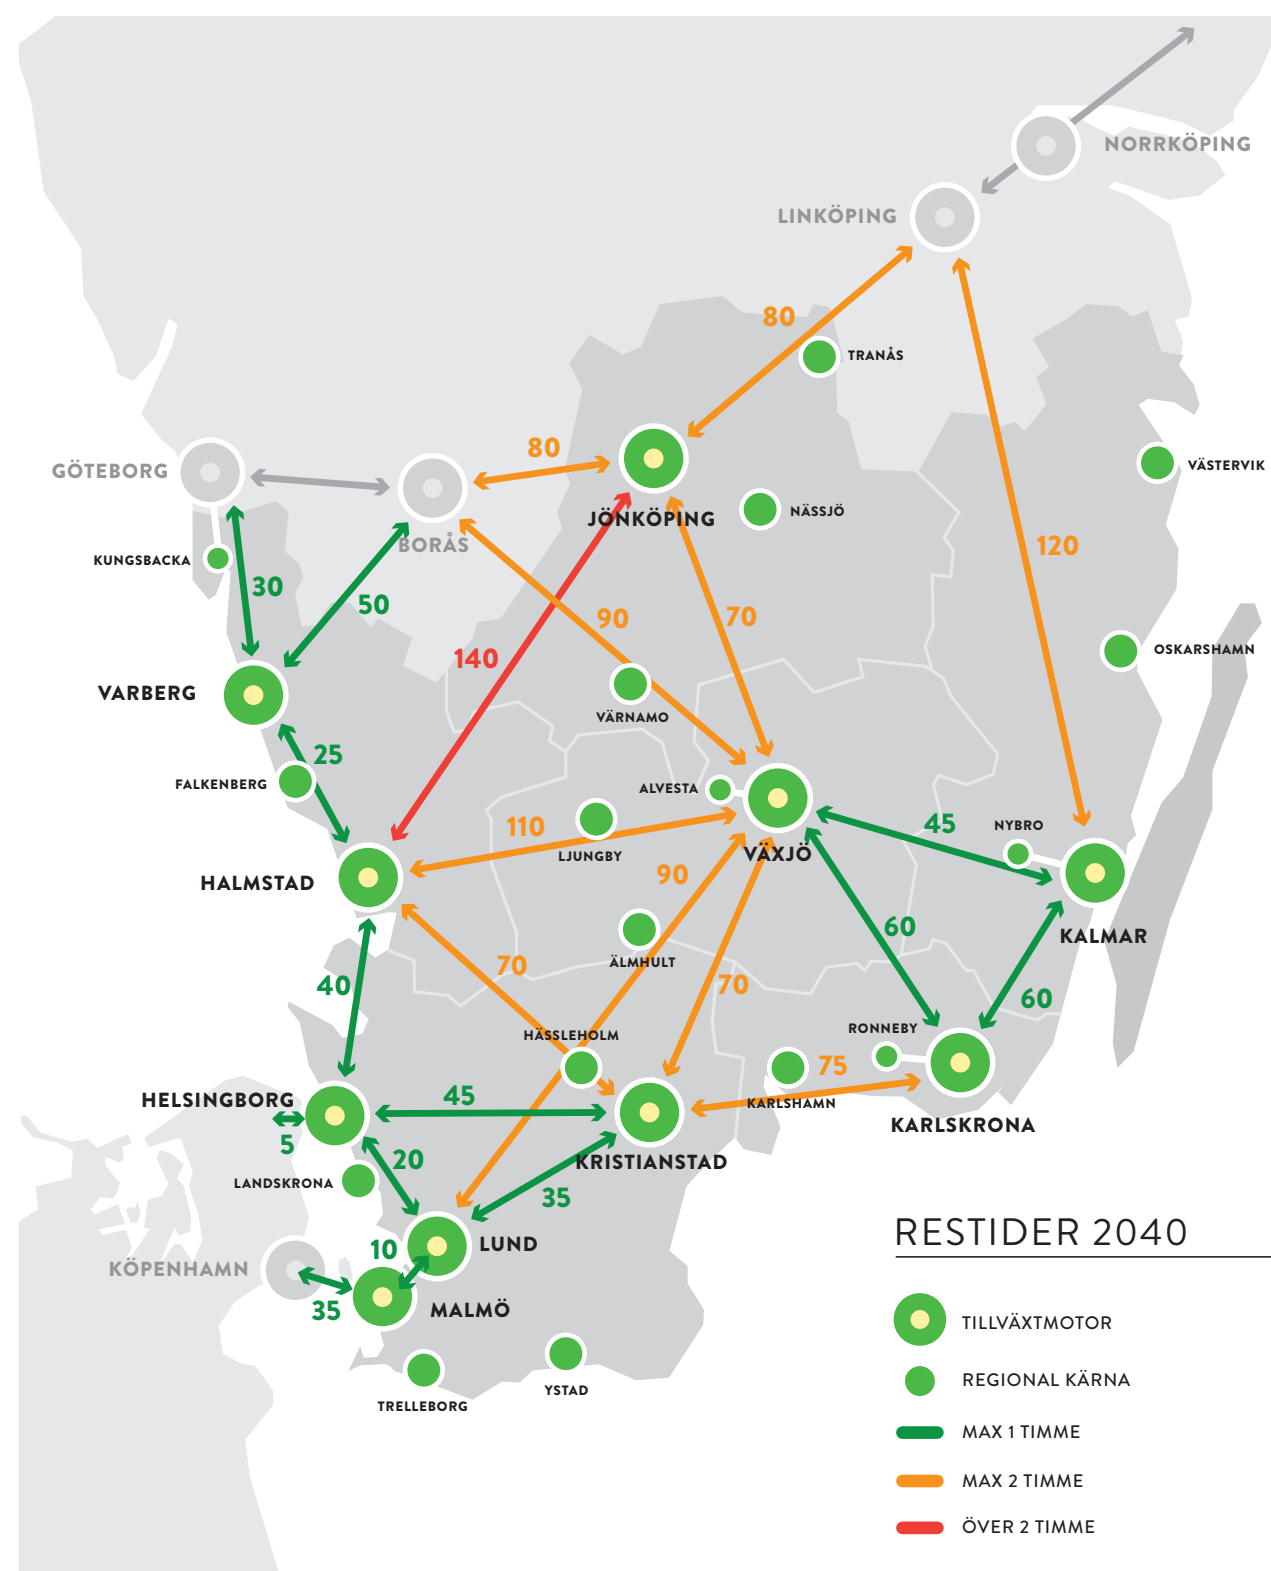 NORRKÖPING
LINKÖPING
80
TRANÅS
80
GÖTEBORG
VÄSTERVIK
JÖNKÖPING
NÄSSJÖ
BORÅS
120
KUNGSBACKA
30
50
90
70
140
OSKARSHAMN
VARBERG
VÄRNAMO
25
FALKENBERG
ALVESTA
110
45
NYBRO
LJUNGBY
VÄXJÖ
HALMSTAD
90
60
KALMAR
ÄLMHULT
70
40
70
60
HÄSSLEHOLM
RONNEBY
75
HELSINGBORG
45
KARLSHAMN
KARLSKRONA
5
20
KRISTIANSTAD
LANDSKRONA
35
10
LUND
KÖPENHAMN
35
MALMÖ
YSTAD
TRELLEBORG
RESTIDER 2040
TILLVÄXTMOTOR
REGIONAL KÄRNA
MAX 1 TIMME
MAX 2 TIMME
ÖVER 2 TIMME